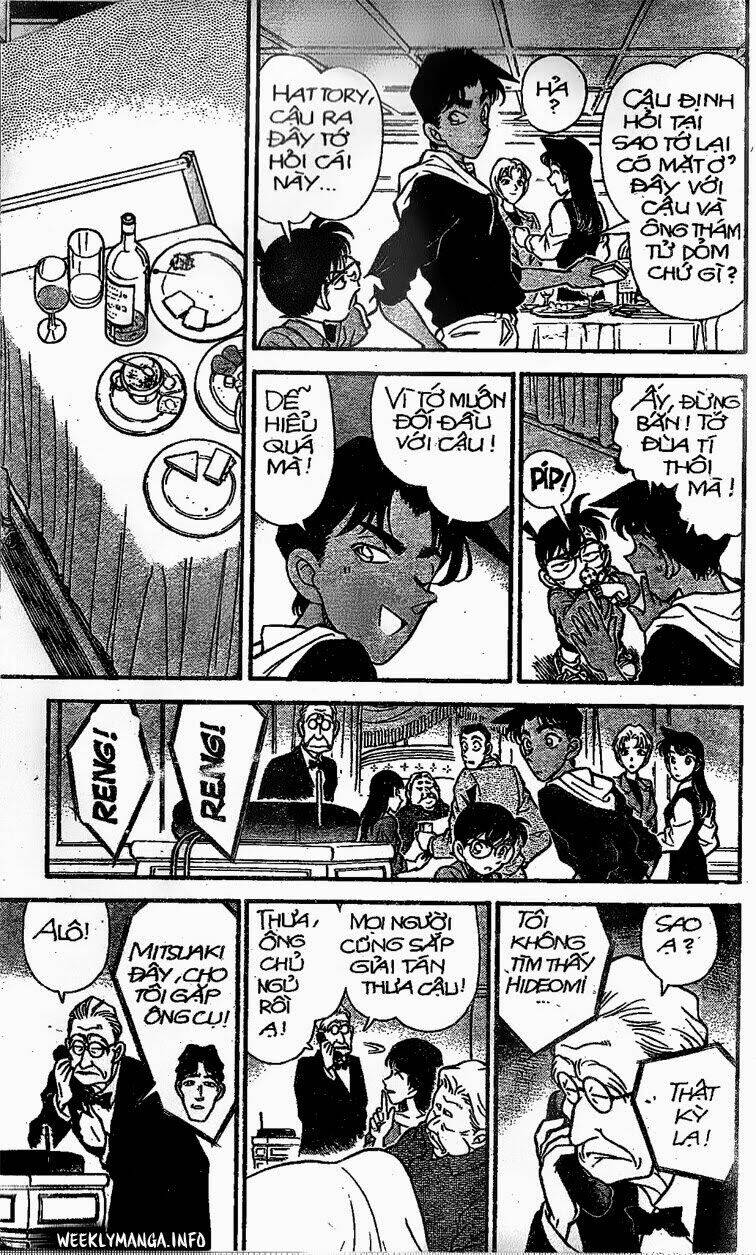 HATTORY,
CẬU RA
ĐÂY TỚ
HỎI CÁI
NÀY...
HẢ?
CẬU ĐỊNH
HỎI TẠI
SAO TỚ LẠI
CÓ MẶT Ở
ĐÂY VỚI
CẬU VÀ
ÔNG THÁM
TỬ DỎM
CHỨ GÌ?
DỄ
HIỂU
QUÁ
MÀ!
VÌ TỚ MUỐN
ĐỐI ĐẦU
VỚI CẬU!
PÍP!
ẤY, ĐỪNG
BẮN! TỚ
ĐÙA TÍ
THÔI
MÀ!
RENG!
RENG!
ALÔ!
MITSUAKI
ĐÂY, CHO
TÔI GẶP
ÔNG CỤ!
THƯA,
ÔNG
CHỦ
NGỦ
RỒI
Ạ!
MỌI NGƯỜI
CŨNG SẮP
GIẢI TÁN
THƯA CẬU!
TÔI
KHÔNG
TÌM THẤY
HIDEOMI
...
SAO
Ạ?
THẬT
KỲ
LẠ!
WEEKLYMANGA.INFO